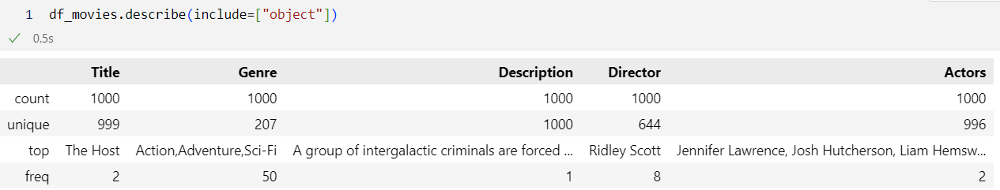 1 df_movies.describe(include=["object"])
✓ 0.5s
Title Genre Description Director Actors
count 1000 1000 1000 1000 1000
unique 999 207 1000 644 996
top The Host Action,Adventure,Sci-Fi A group of intergalactic criminals are forced ... Ridley Scott Jennifer Lawrence, Josh Hutcherson, Liam Hemsw...
freq 2 50 1 8 2